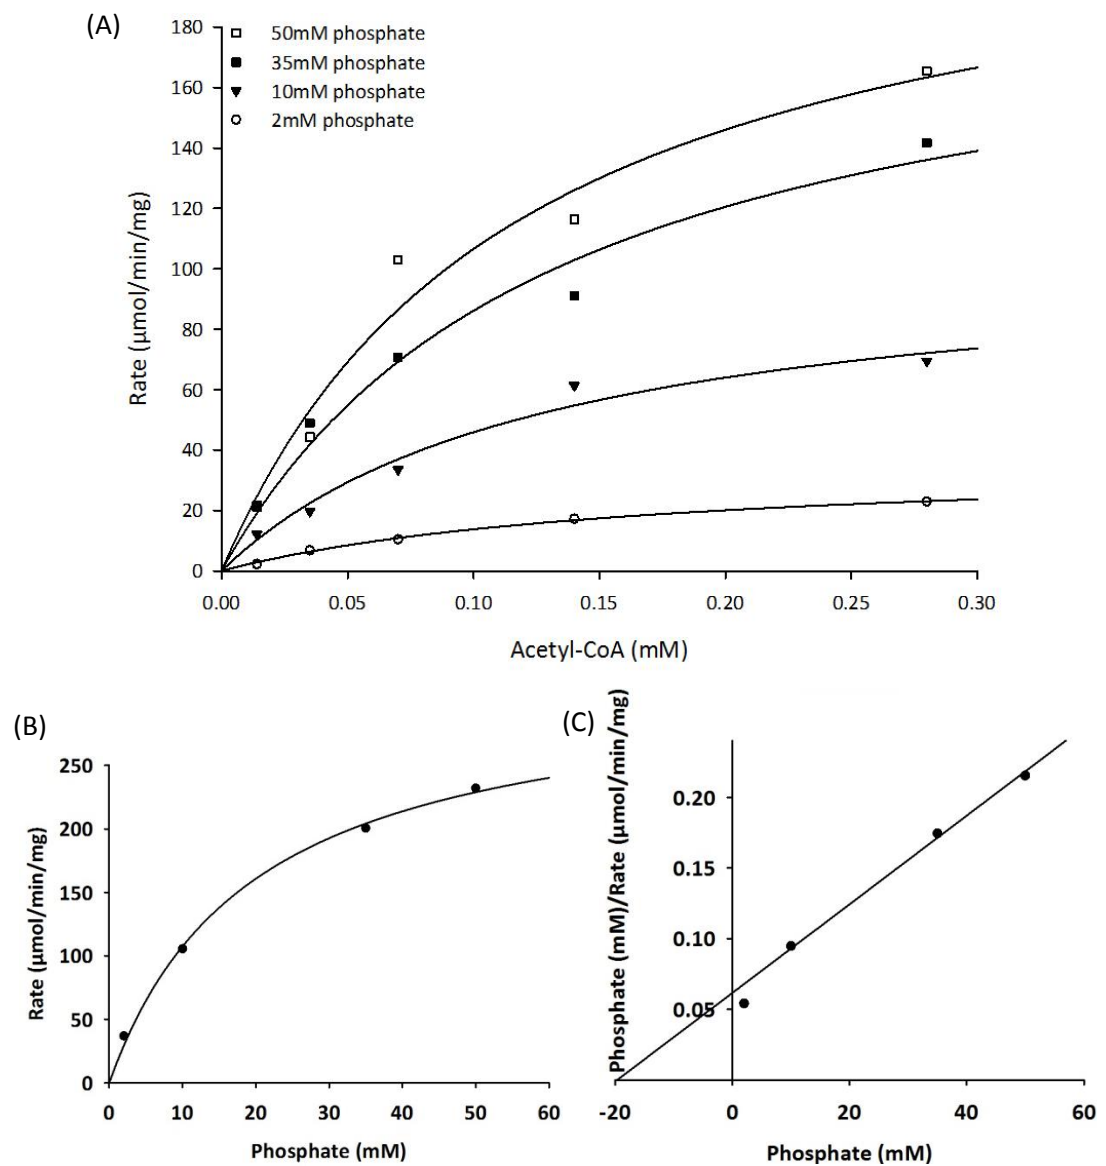 (A)
180
160
140
120
100
80
60
40
20
0
Rate (µmol/min/mg)
50mM phosphate
35mM phosphate
10mM phosphate
2mM phosphate
0.00 0.05 0.10 0.15 0.20 0.25 0.30
Acetyl-CoA (mM)
(B)
250
200
150
100
50
0
Rate (µmol/min/mg)
0 10 20 30 40 50 60
Phosphate (mM)
(C)
Phosphate (mM)/Rate (µmol/min/mg)
0.20
0.15
0.10
0.05
-20 0 20 40 60
Phosphate (mM)